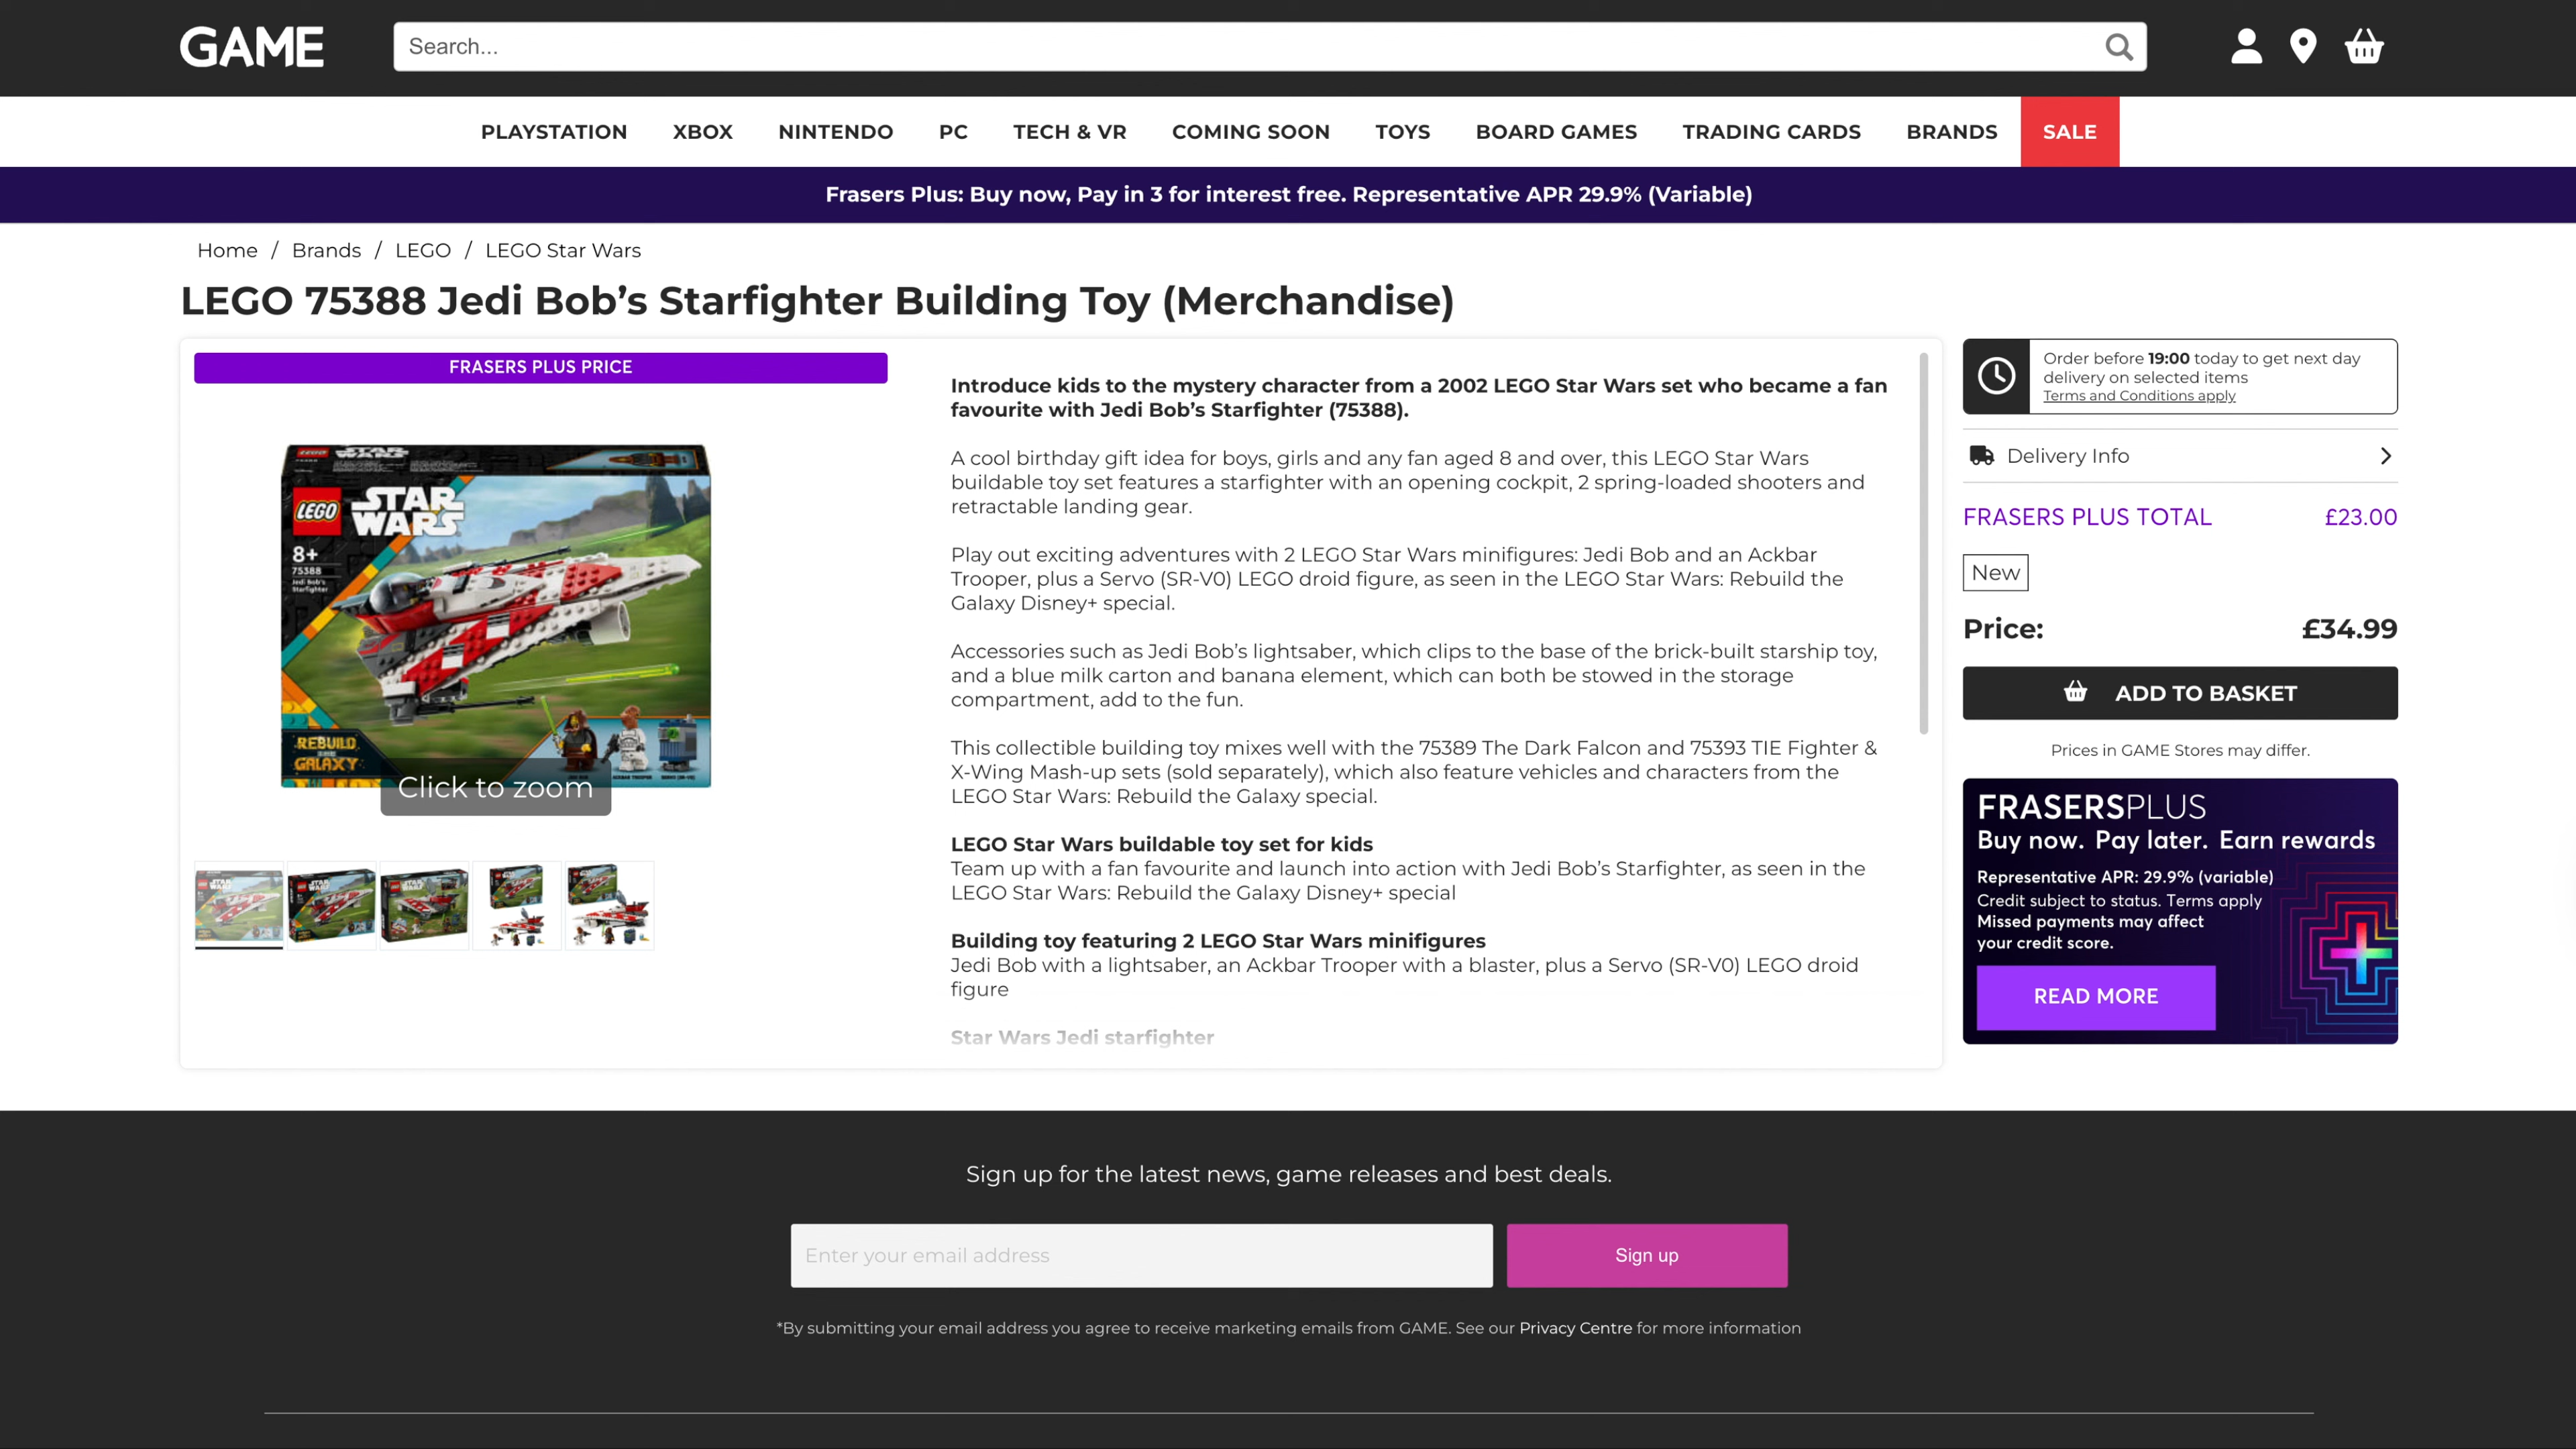 GAME
Search...
PLAYSTATION XBOX NINTENDO PC TECH & VR COMING SOON TOYS BOARD GAMES TRADING CARDS BRANDS SALE
Frasers Plus: Buy now, Pay in 3 for interest free. Representative APR 29.9% (Variable)
Home / Brands / LEGO / LEGO Star Wars
LEGO 75388 Jedi Bob’s Starfighter Building Toy (Merchandise)
FRASERS PLUS PRICE
LEGO STAR WARS
8+
75388
Jedi Bob's
Starfighter
REBUILD
THE
GALAXY
Click to zoom
Introduce kids to the mystery character from a 2002 LEGO Star Wars set who became a fan
favourite with Jedi Bob’s Starfighter (75388).
A cool birthday gift idea for boys, girls and any fan aged 8 and over, this LEGO Star Wars
buildable toy set features a starfighter with an opening cockpit, 2 spring-loaded shooters and
retractable landing gear.
Play out exciting adventures with 2 LEGO Star Wars minifigures: Jedi Bob and an Ackbar
Trooper, plus a Servo (SR-V0) LEGO droid figure, as seen in the LEGO Star Wars: Rebuild the
Galaxy Disney+ special.
Accessories such as Jedi Bob’s lightsaber, which clips to the base of the brick-built starship toy,
and a blue milk carton and banana element, which can both be stowed in the storage
compartment, add to the fun.
This collectible building toy mixes well with the 75389 The Dark Falcon and 75393 TIE Fighter &
X-Wing Mash-up sets (sold separately), which also feature vehicles and characters from the
LEGO Star Wars: Rebuild the Galaxy special.
LEGO Star Wars buildable toy set for kids
Team up with a fan favourite and launch into action with Jedi Bob’s Starfighter, as seen in the
LEGO Star Wars: Rebuild the Galaxy Disney+ special
Building toy featuring 2 LEGO Star Wars minifigures
Jedi Bob with a lightsaber, an Ackbar Trooper with a blaster, plus a Servo (SR-V0) LEGO droid
figure
Star Wars Jedi starfighter
Order before 19:00 today to get next day
delivery on selected items
Terms and Conditions apply
Delivery Info
FRASERS PLUS TOTAL £23.00
New
Price: £34.99
ADD TO BASKET
Prices in GAME Stores may differ.
FRASERSPLUS
Buy now. Pay later. Earn rewards
Representative APR: 29.9% (variable)
Credit subject to status. Terms apply
Missed payments may affect
your credit score.
READ MORE
Sign up for the latest news, game releases and best deals.
Enter your email address
Sign up
*By submitting your email address you agree to receive marketing emails from GAME. See our Privacy Centre for more information